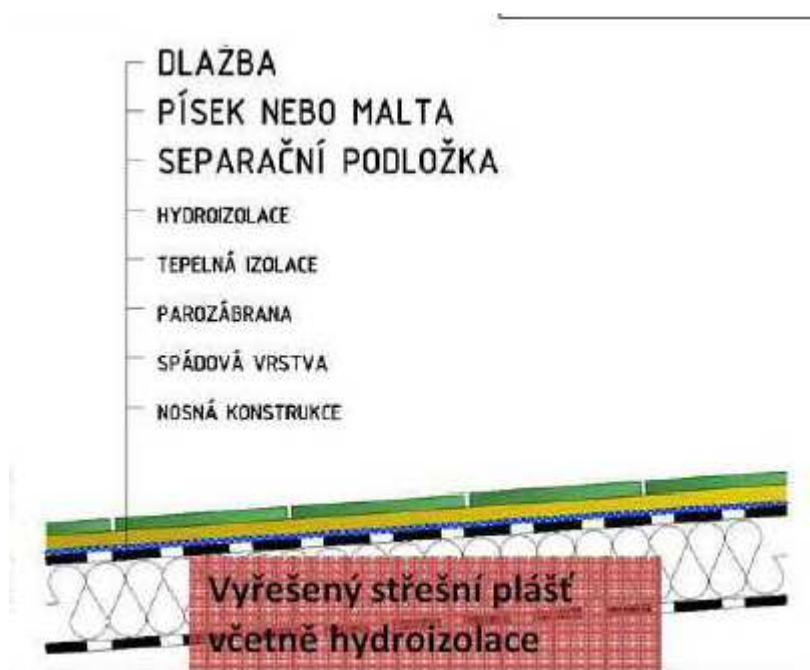 DLAŽBA
PÍSEK NEBO MALTA
SEPARAČNÍ PODLOŽKA
HYDROIZOLACE
TEPELNÁ IZOLACE
PAROZÁBRANA
SPÁDOVÁ VRSTVA
NOSNÁ KONSTRUKCE
Vyřešený střešní plášť
včetně hydroizolace